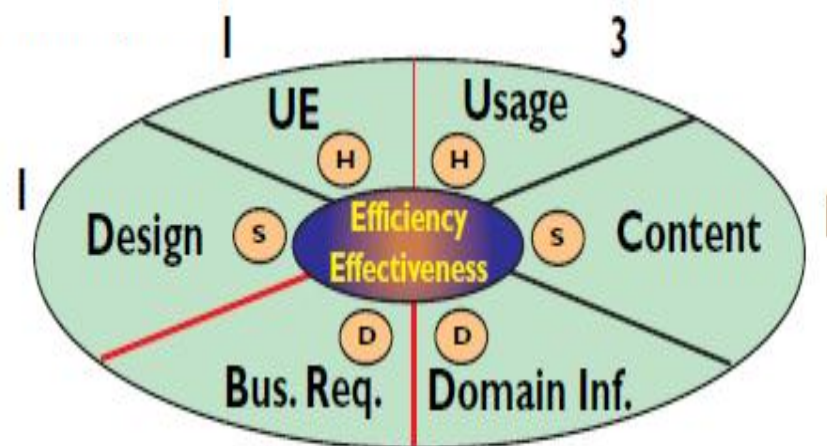 1 3
UE Usage
H H
1
Design S Efficiency S Content
Effectiveness
D D
Bus. Req. Domain Inf.